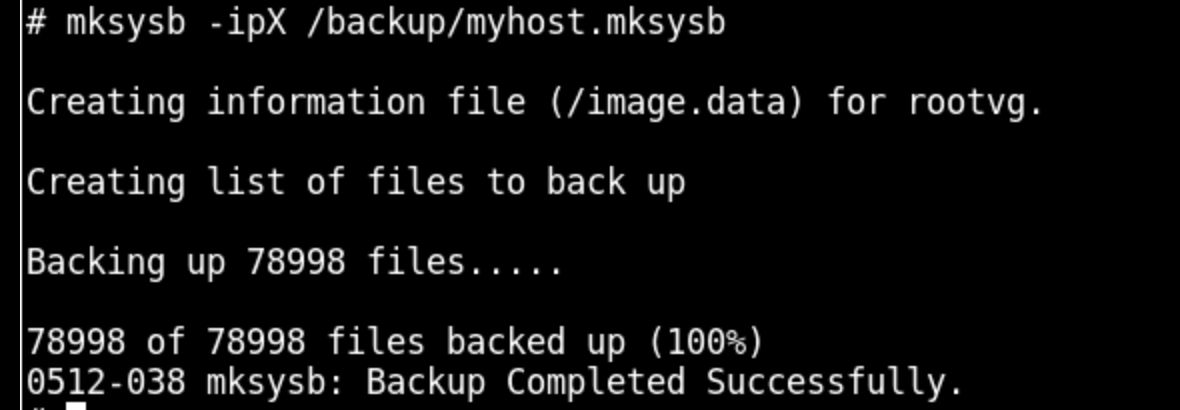 # mksysb -ipX /backup/myhost.mksysb
Creating information file (/image.data) for rootvg.
Creating list of files to back up
Backing up 78998 files.....
78998 of 78998 files backed up (100%)
0512-038 mksysb: Backup Completed Successfully.
#